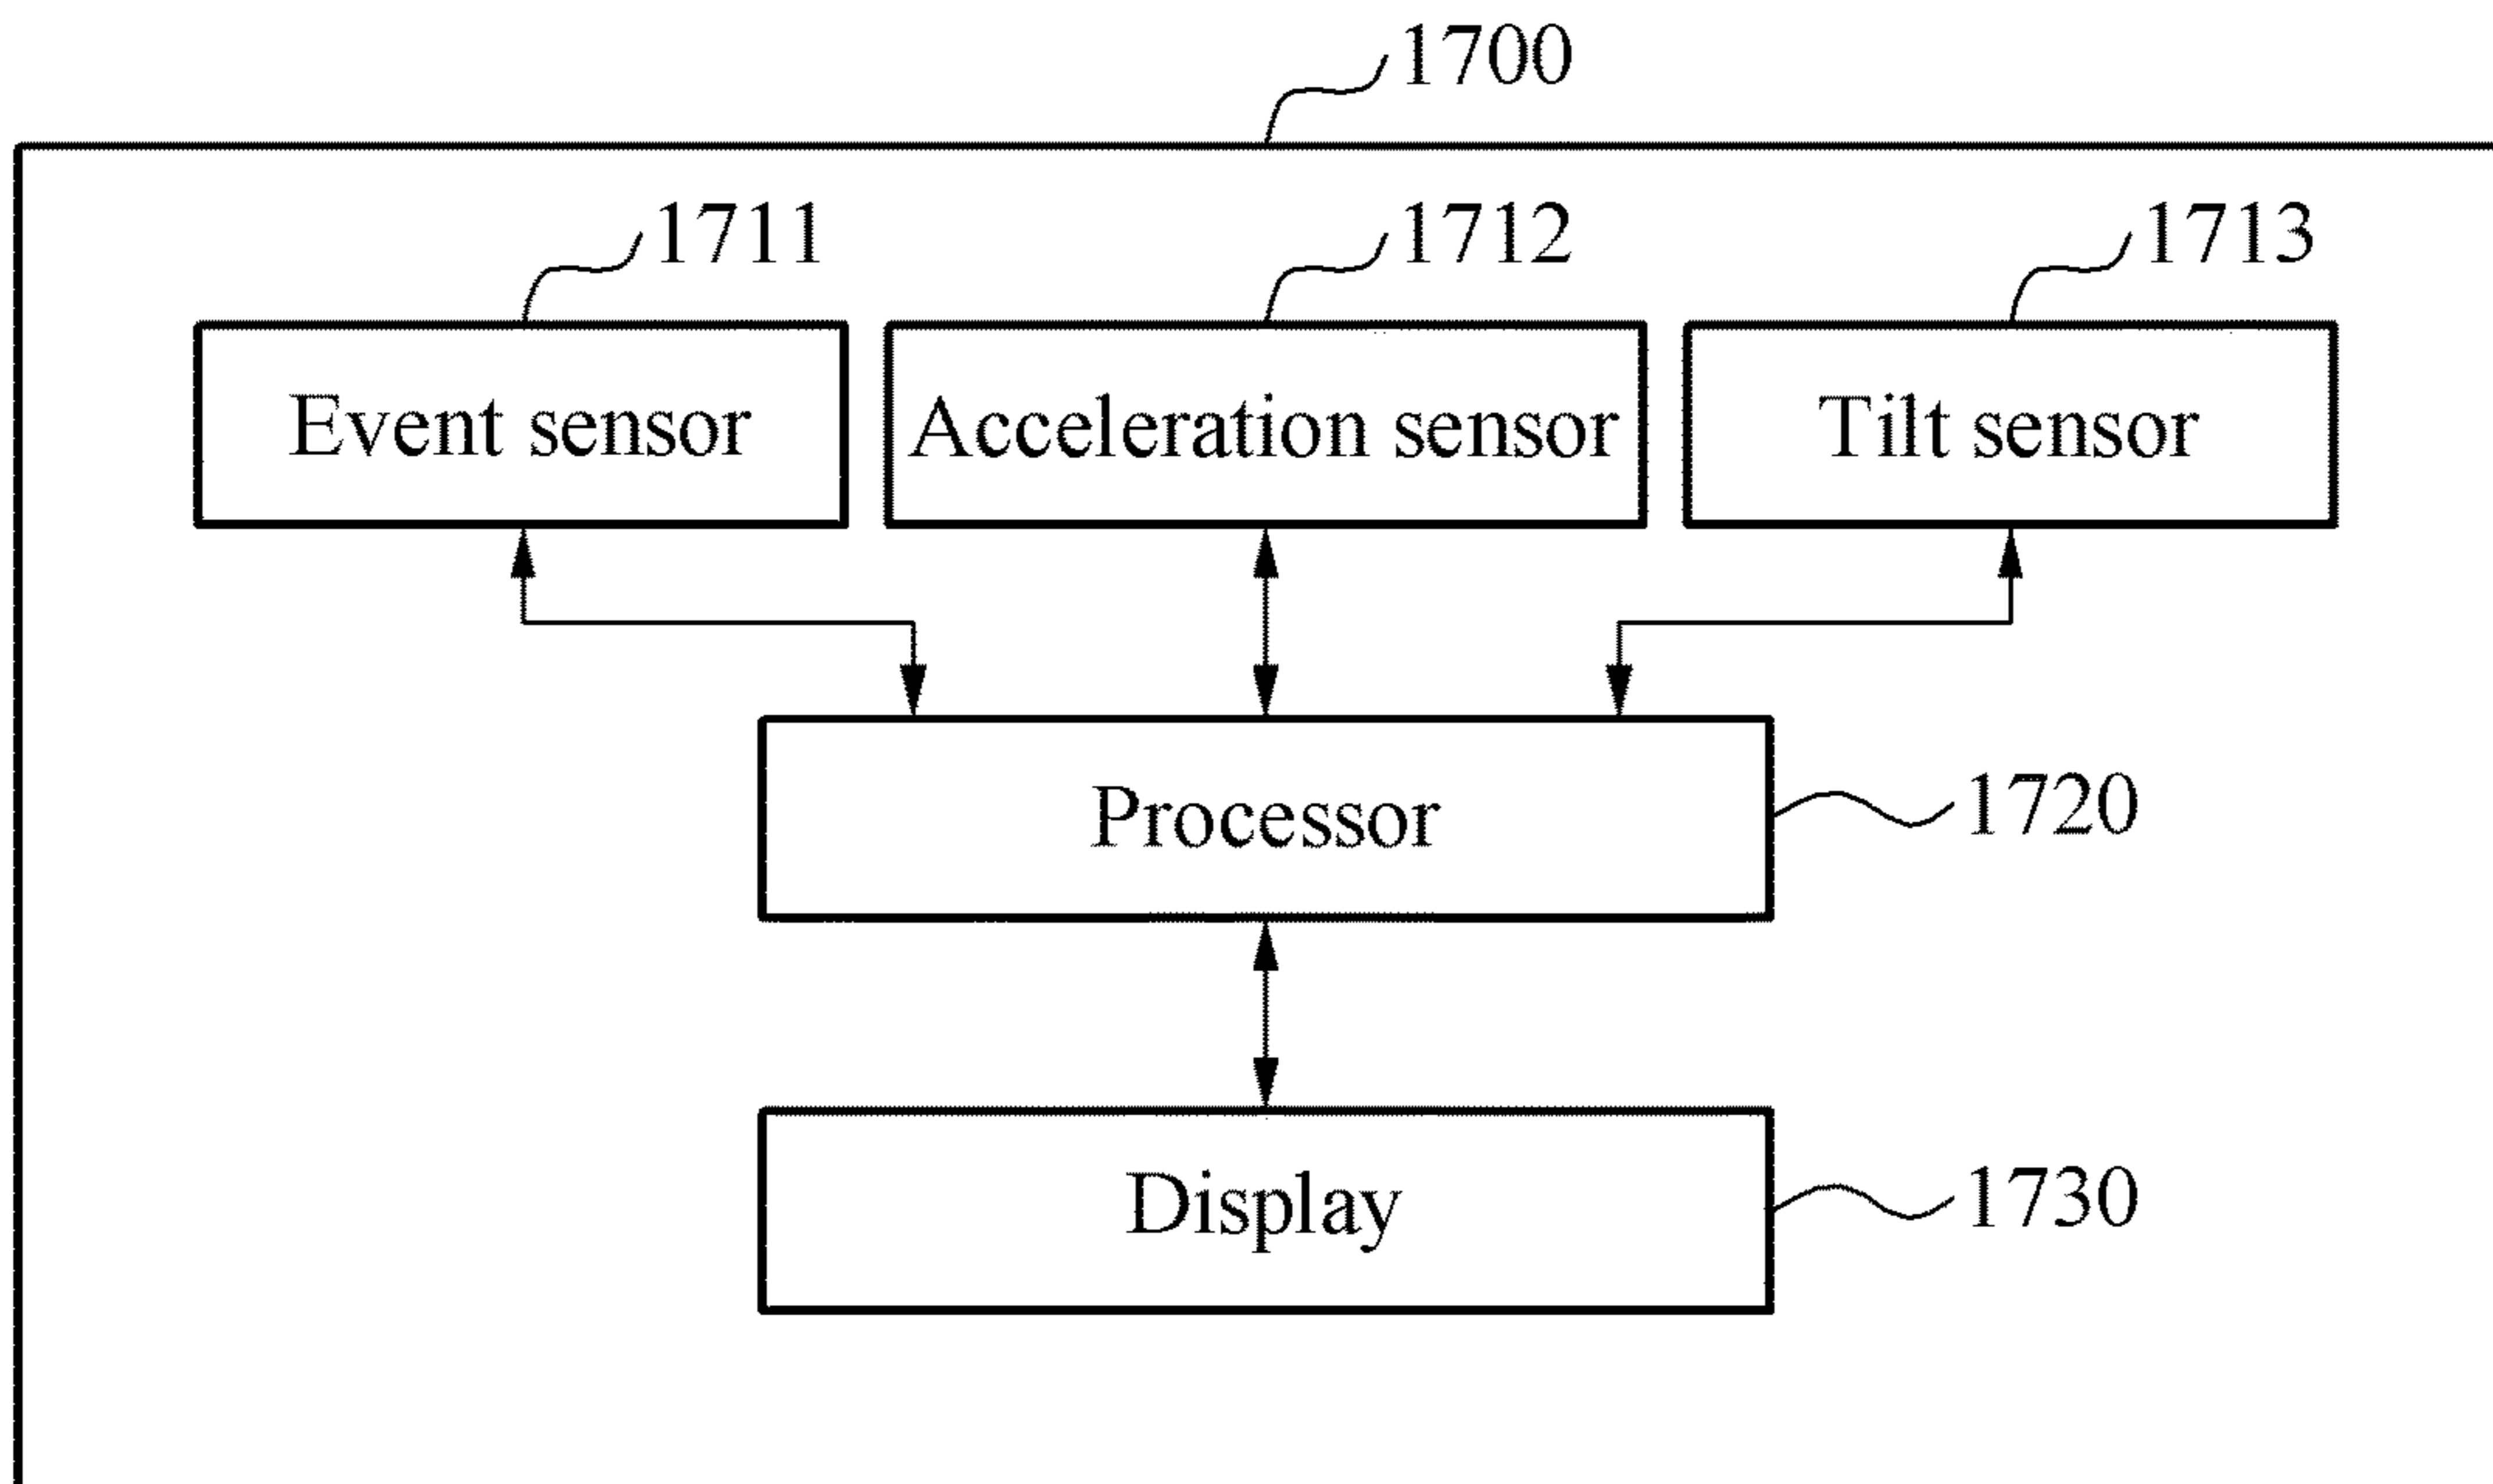 1700
1711
1712
1713
Event sensor
Acceleration sensor
Tilt sensor
Processor
1720
Display
1730